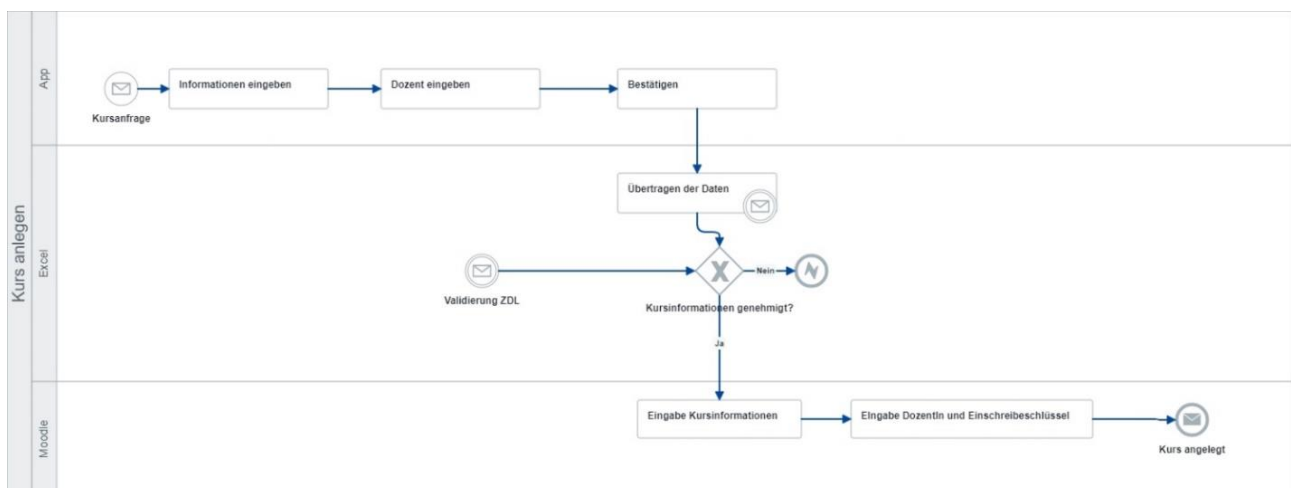 Kurs anlegen
App
Kursanfrage
Informationen eingeben
Dozent eingeben
Bestätigen
Excel
Übertragen der Daten
Validierung ZDL
Nein
Kursinformationen genehmigt?
Ja
Moodle
Eingabe Kursinformationen
EIngabe DozentIn und Einschreibeschlüssel
Kurs angelegt